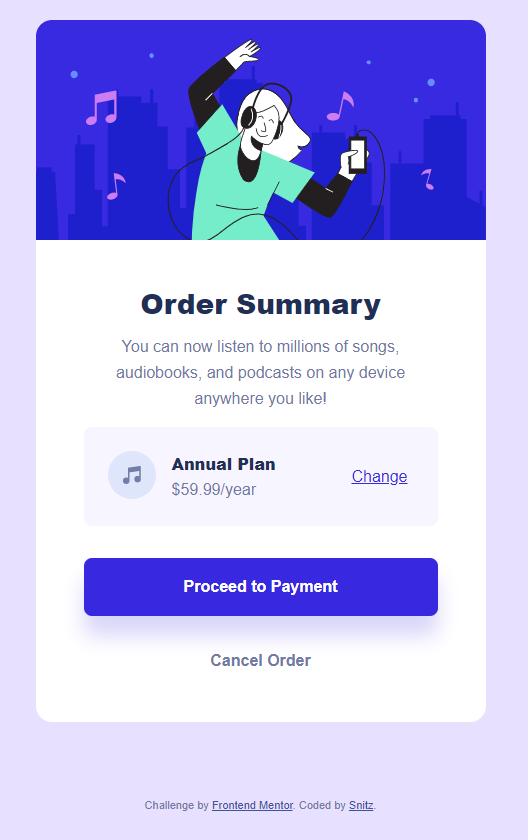 Order Summary
You can now listen to millions of songs,
audiobooks, and podcasts on any device
anywhere you like!
Annual Plan
$59.99/year
Change
Proceed to Payment
Cancel Order
Challenge by Frontend Mentor. Coded by Snitz.